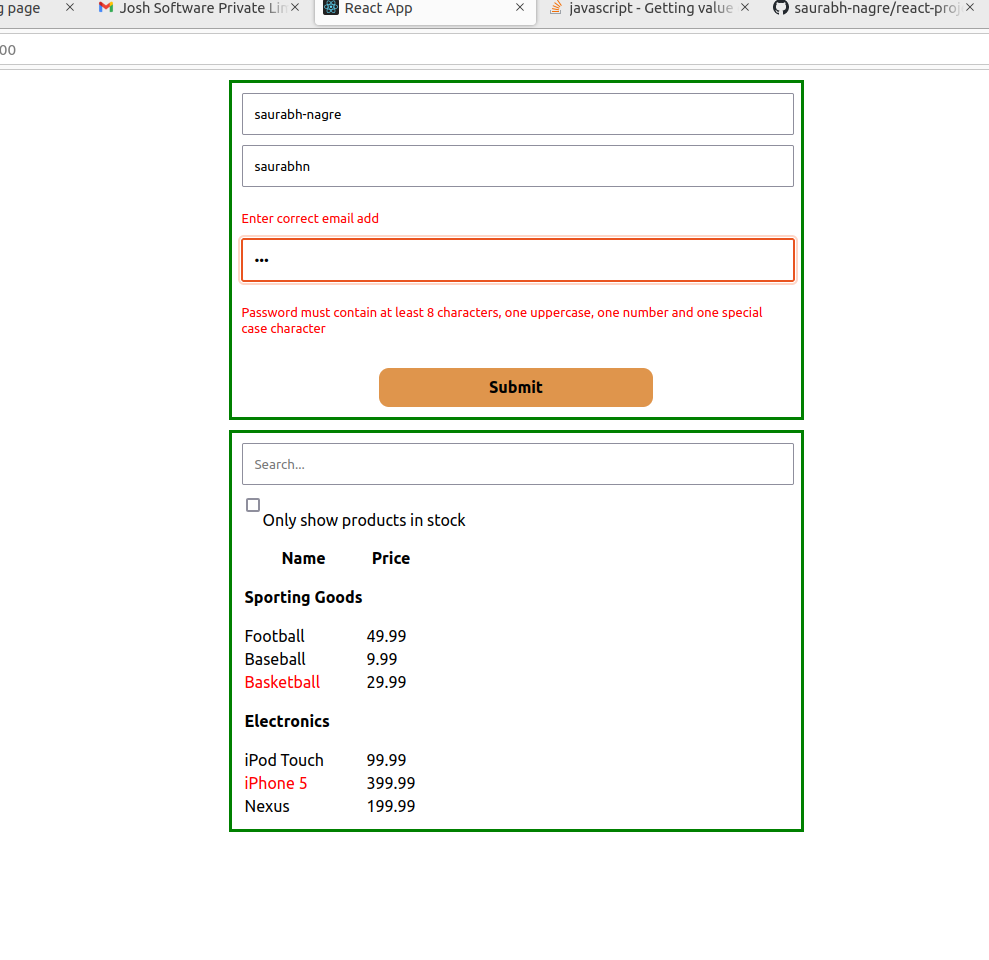 g page
Josh Software Private Lin
React App
javascript - Getting value
saurabh-nagre/react-proj
00
saurabh-nagre
saurabhn
Enter correct email add
•••
Password must contain at least 8 characters, one uppercase, one number and one special
case character
Submit
Search...
Only show products in stock
Name Price
Sporting Goods
Football 49.99
Baseball 9.99
Basketball 29.99
Electronics
iPod Touch 99.99
iPhone 5 399.99
Nexus 199.99